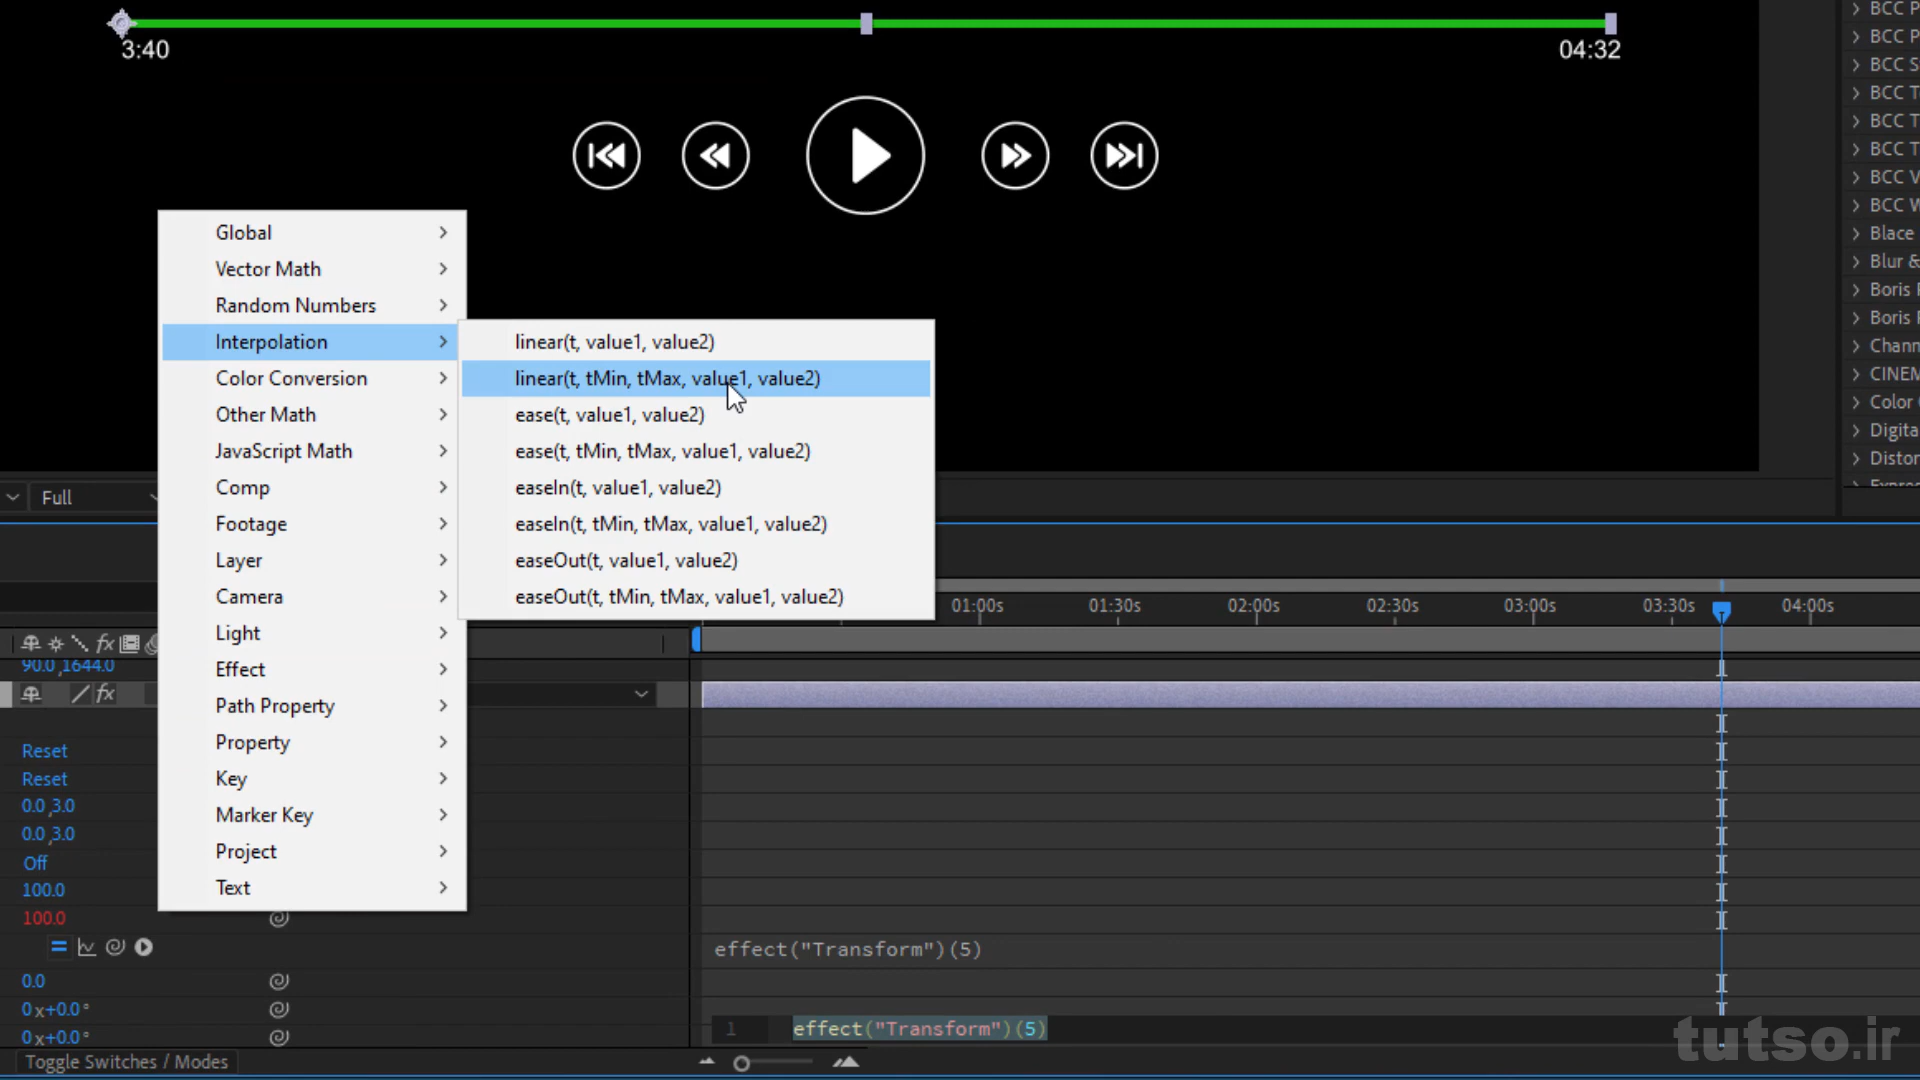 3:40
04:32
Global
Vector Math
Random Numbers
Interpolation
Color Conversion
Other Math
JavaScript Math
Comp
Footage
Layer
Camera
Light
Effect
Path Property
Property
Key
Marker Key
Project
Text
linear(t, value1, value2)
linear(t, tMin, tMax, value1, value2)
ease(t, value1, value2)
ease(t, tMin, tMax, value1, value2)
easeIn(t, value1, value2)
easeIn(t, tMin, tMax, value1, value2)
easeOut(t, value1, value2)
easeOut(t, tMin, tMax, value1, value2)
BCC P
BCC P
BCC S
BCC T
BCC T
BCC T
BCC V
BCC W
Blace
Blur &
Boris F
Boris F
Chann
CINEM
Color
Digita
Distor
Full
01:00s
01:30s
02:00s
02:30s
03:00s
03:30s
04:00s
fx
90.0,1644.0
fx
Reset
Reset
0.0,3.0
0.0,3.0
Off
100.0
100.0
effect("Transform")(5)
0.0
0x+0.0°
1 effect("Transform")(5)
0x+0.0°
Toggle Switches / Modes
tutso.ir